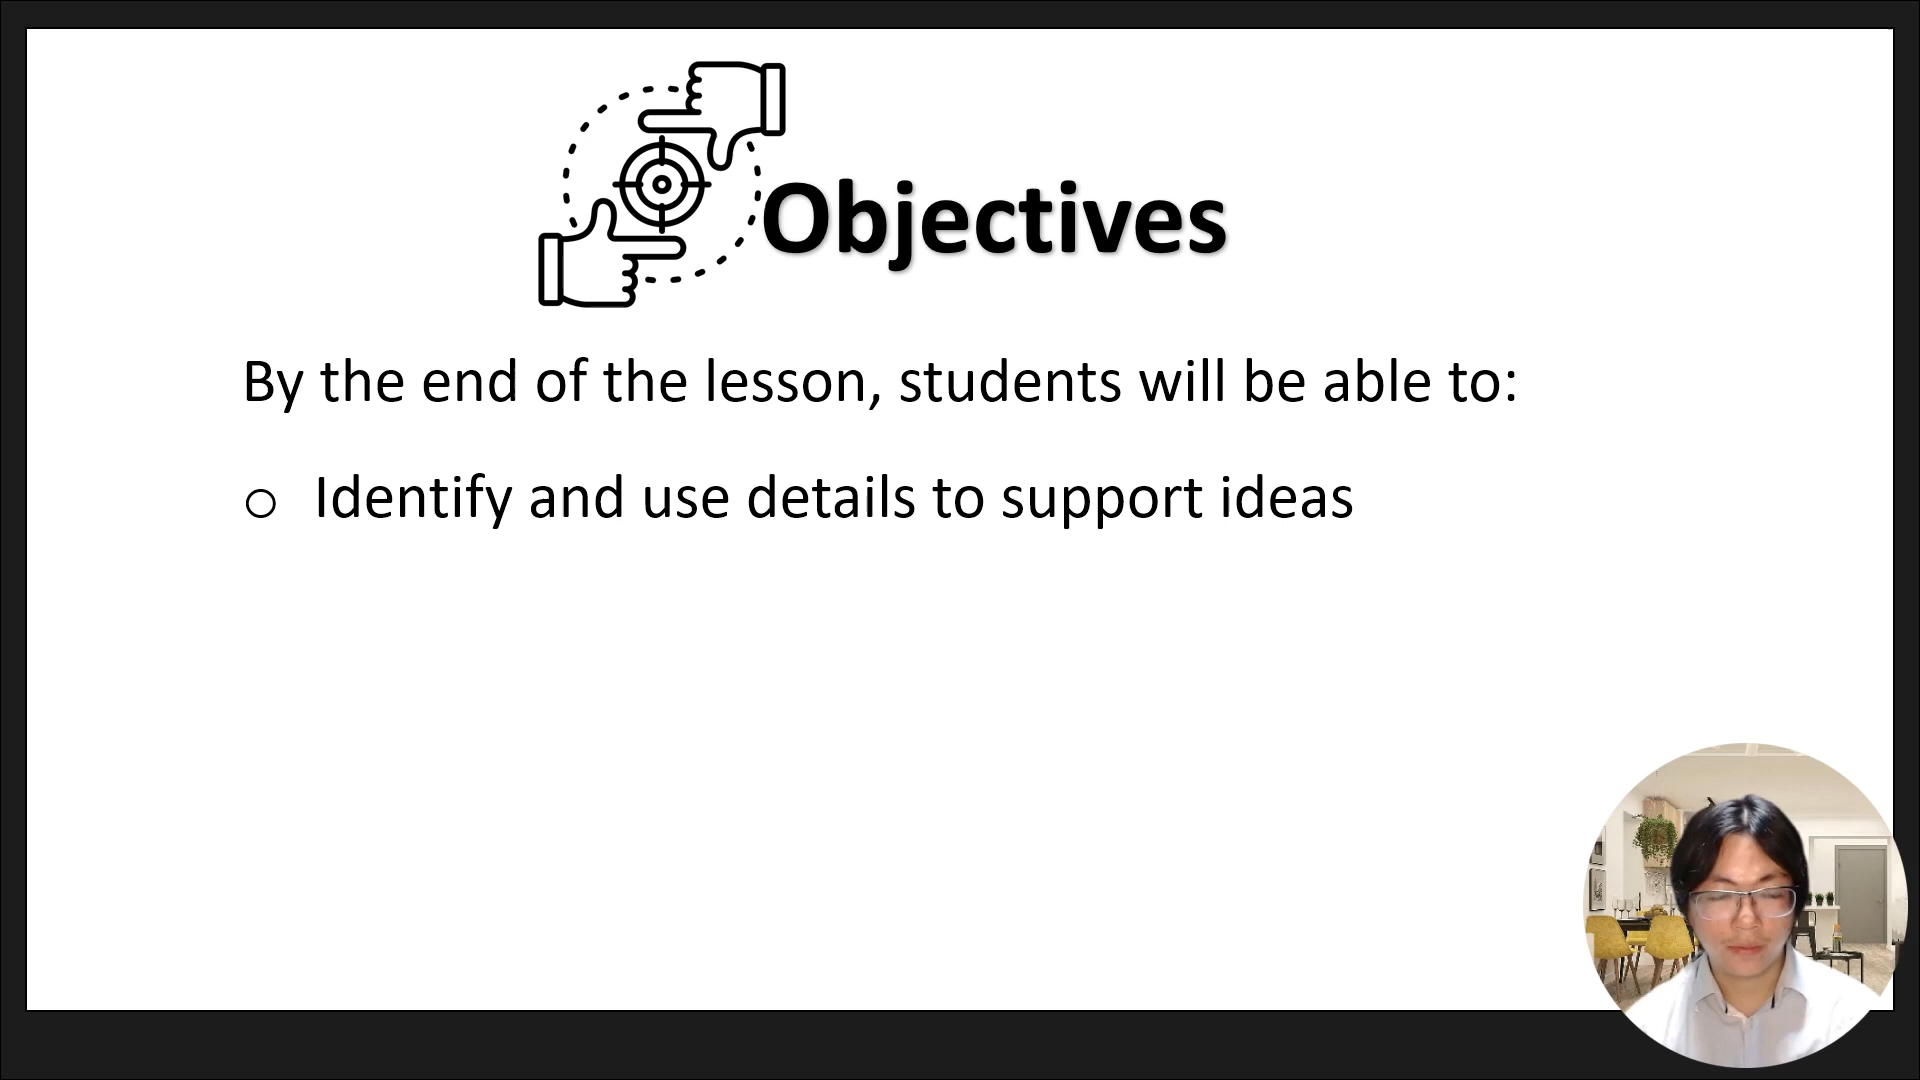 Objectives
By the end of the lesson, students will be able to:
o Identify and use details to support ideas